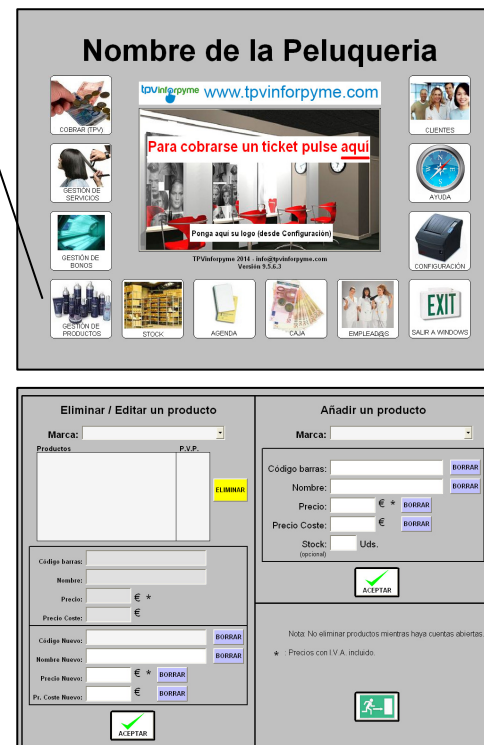 Nombre de la Peluqueria
tpvinforpyme www.tpvinforpyme.com
COBRAR (TPV)
CLIENTES
Para cobrarse un ticket pulse aquí
GESTIÓN DE
SERVICIOS
AYUDA
Ponga aqui su logo (desde Configuración)
GESTIÓN DE
BONOS
CONFIGURACIÓN
TPVinforpyme 2014 - info@tpvinforpyme.com
Versión 9.5.6.3
GESTIÓN DE
PRODUCTOS
STOCK
AGENDA
CAJA
EMPLEAD@S
EXIT
SALIR A WINDOWS
Eliminar / Editar un producto
Marca:
Productos P.V.P.
ELIMINAR
Código barras:
Nombre:
Precio: € *
Precio Coste: €
Código Nuevo: BORRAR
Nombre Nuevo: BORRAR
Precio Nuevo: € * BORRAR
Pr. Coste Nuevo: € BORRAR
ACEPTAR
Añadir un producto
Marca:
Código barras: BORRAR
Nombre: BORRAR
Precio: € * BORRAR
Precio Coste: € BORRAR
Stock: Uds.
(opcional)
ACEPTAR
Nota: No eliminar productos mientras haya cuentas abiertas.
* : Precios con I.V.A. incluido.